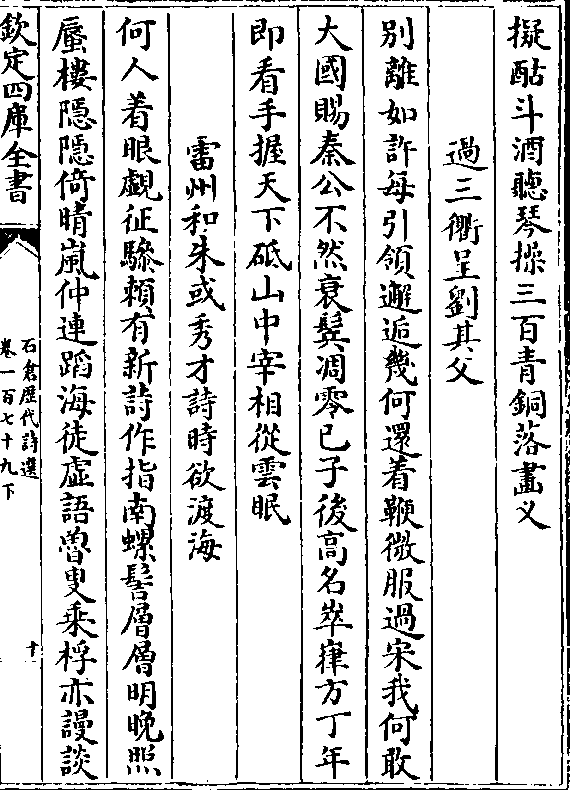 擬酤斗酒聽琴操三百青銅落畫乂
過三衢呈劉其父
別離如許每引領邂逅幾何還着鞭微服過宋我何敢
大國賜秦公不然衰鬢凋零已子後高名崒嵂方丁年
即看手握天下砥山中宰相從雲眠
雷州和朱彧秀才詩時欲渡海
何人着眼覷征驂頼有新詩作指南螺髻層層明晚照
蜃樓隱隱倚晴嵐仲連蹈海徒虛語魯叟乘桴亦謾談
欽定四庫全書
石倉歷代詩選
卷一百七十九下
十